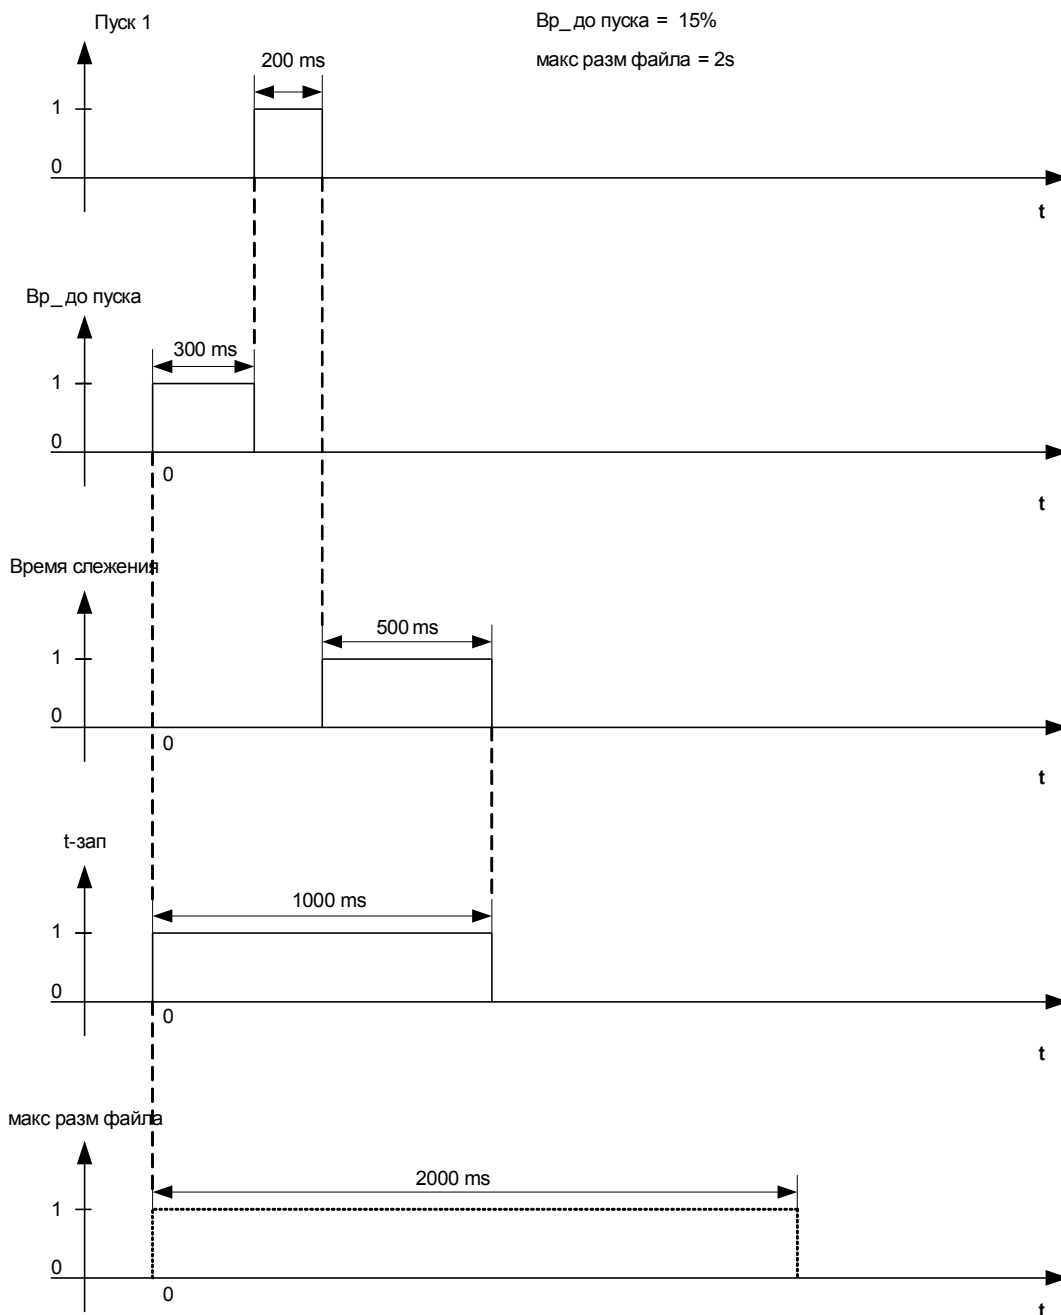 Пуск 1
Вр_до пуска = 15%
макс разм файла = 2s
200 ms
1
0
t
Вр_до пуска
300 ms
1
0
0
t
Время слежения
500 ms
1
0
0
t
t-зап
1000 ms
1
0
0
t
макс разм файла
2000 ms
1
0
0
t